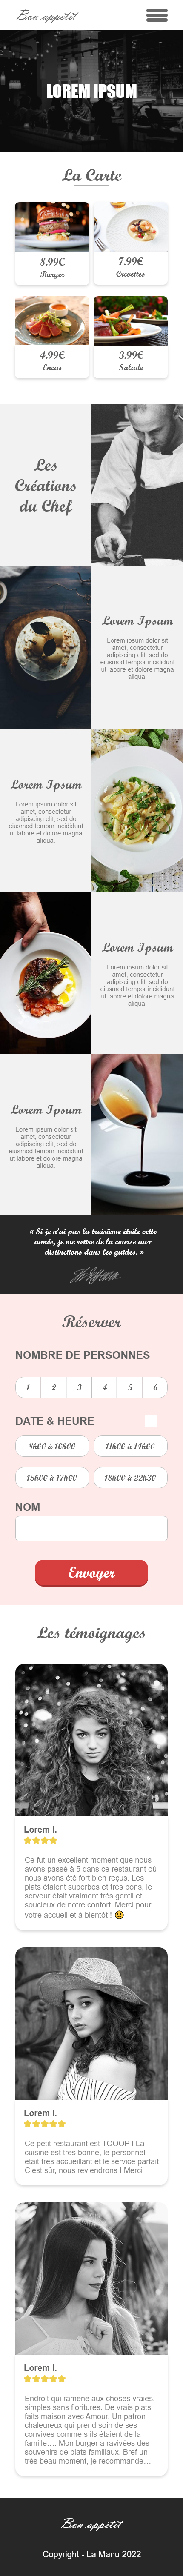 Bon appétit
LOREM IPSUM
La Carte
8.99€
Burger
7.99€
Crevettes
4.99€
Encas
3.99€
Salade
Les
Créations
du Chef
Lorem Ipsum
Lorem ipsum dolor sit
amet, consectetur
adipiscing elit, sed do
eiusmod tempor incididunt
ut labore et dolore magna
aliqua.
Lorem Ipsum
Lorem ipsum dolor sit
amet, consectetur
adipiscing elit, sed do
eiusmod tempor incididunt
ut labore et dolore magna
aliqua.
Lorem Ipsum
Lorem ipsum dolor sit
amet, consectetur
adipiscing elit, sed do
eiusmod tempor incididunt
ut labore et dolore magna
aliqua.
Lorem Ipsum
Lorem ipsum dolor sit
amet, consectetur
adipiscing elit, sed do
eiusmod tempor incididunt
ut labore et dolore magna
aliqua.
« Si je n'ai pas la troisième étoile cette
année, je me retire de la course aux
distinctions dans les guides. »
Réserver
NOMBRE DE PERSONNES
1 2 3 4 5 6
DATE & HEURE
8h00 à 10h00
11h00 à 14h00
15h00 à 17h00
18h00 à 22h30
NOM
Envoyer
Les témoignages
Lorem I.
Ce fut un excellent moment que nous
avons passé à 5 dans ce restaurant où
nous avons été fort bien reçus. Les
plats étaient superbes et très bons, le
serveur était vraiment très gentil et
soucieux de notre confort. Merci pour
votre accueil et à bientôt ! 😃
Lorem I.
Ce petit restaurant est TOOOP ! La
cuisine est très bonne, le personnel
était très accueillant et le service parfait.
C'est sûr, nous reviendrons ! Merci
Lorem I.
Endroit qui ramène aux choses vraies,
simples sans fioritures. De vrais plats
faits maison avec Amour. Un patron
chaleureux qui prend soin de ses
convives comme s ils étaient de la
famille.... Mon burger a ravivées des
souvenirs de plats familiaux. Bref un
très beau moment, je recommande…
Bon appétit
Copyright - La Manu 2022